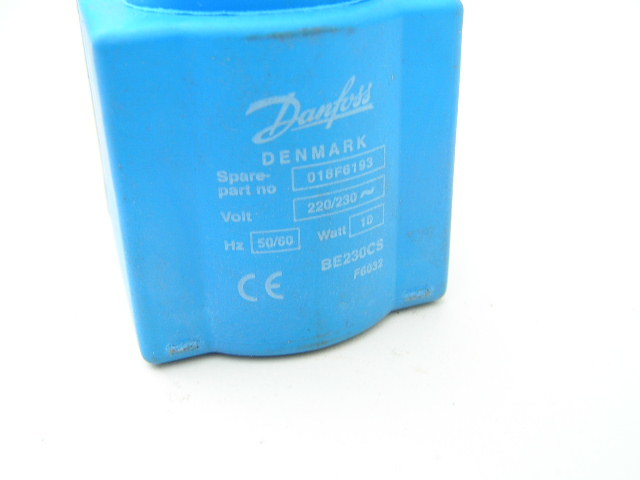 Danfoss
DENMARK
Spare-
part no 018F6193
Volt 220/230 ~
Hz 50/60 Watt 10
BE230CS
CE F6033